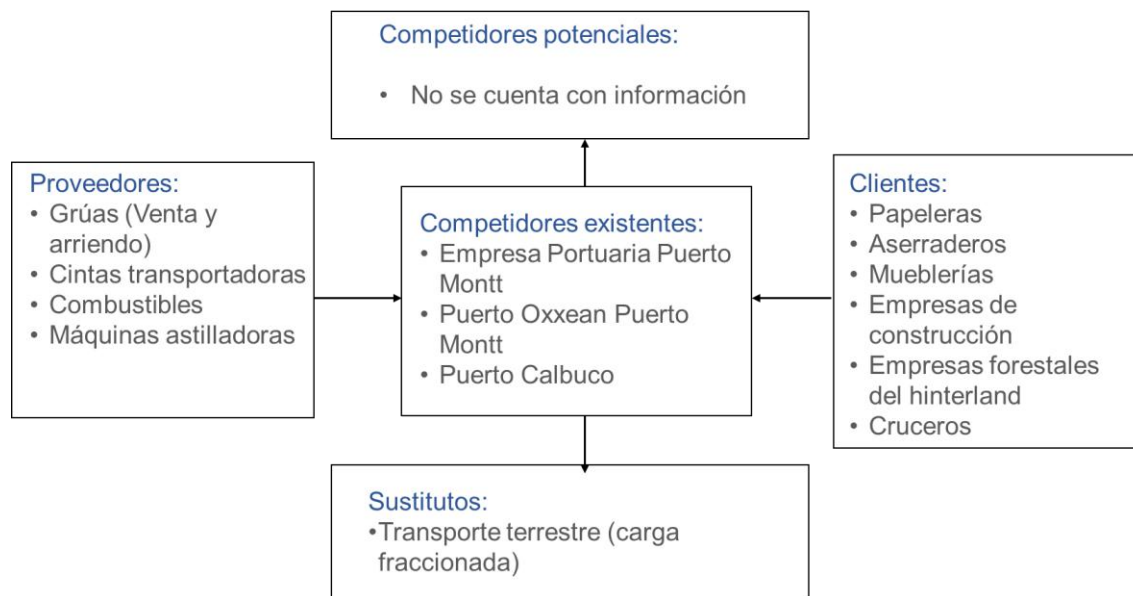 Competidores potenciales:
• No se cuenta con información
Proveedores:
• Grúas (Venta y
arriendo)
• Cintas transportadoras
• Combustibles
• Máquinas astilladoras
Competidores existentes:
• Empresa Portuaria Puerto
Montt
• Puerto Oxxean Puerto
Montt
• Puerto Calbuco
Clientes:
• Papeleras
• Aserraderos
• Mueblerías
• Empresas de
construcción
• Empresas forestales
del hinterland
• Cruceros
Sustitutos:
•Transporte terrestre (carga
fraccionada)